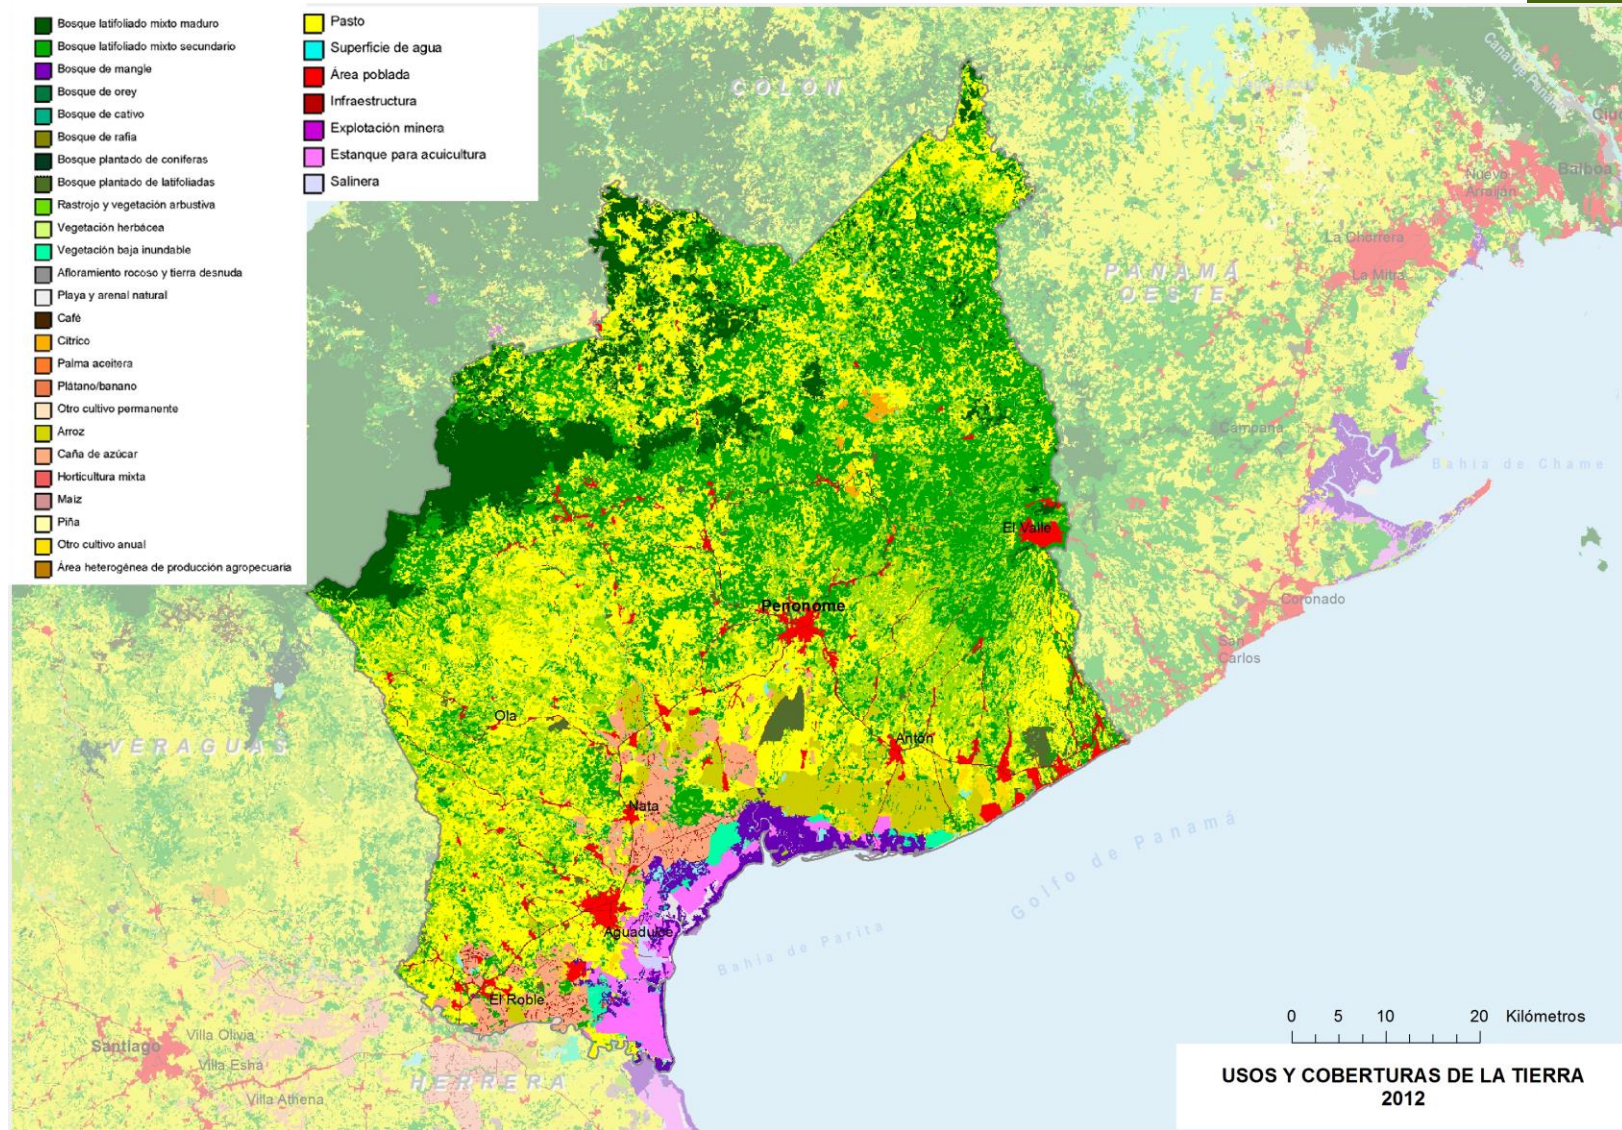 Bosque latifoliado mixto maduro
Bosque latifoliado mixto secundario
Bosque de mangle
Bosque de orey
Bosque de cativo
Bosque de rafia
Bosque plantado de coniferas
Bosque plantado de latifoliadas
Rastrojo y vegetación arbustiva
Vegetación herbácea
Vegetación baja inundable
Afloramiento rocoso y tierra desnuda
Playa y arenal natural
Café
Cítrico
Palma aceitera
Plátano/banano
Otro cultivo permanente
Arroz
Caña de azúcar
Horticultura mixta
Maíz
Piña
Otro cultivo anual
Área heterogénea de producción agropecuaria
Pasto
Superficie de agua
Área poblada
Infraestructura
Explotación minera
Estanque para acuicultura
Salinera
COLÓN
Canal de Panamá
Balboa
Nuevo
Arraiján
La Chorrera
La Mitra
PANAMÁ
OESTE
Campana
Bahia de Chame
El Valle
Coronado
San
Carlos
Penonome
Ola
Antón
VERAGUAS
Nata
Golfo de Panamá
Aguadulce
Bahia de Parita
El Roble
Santiago
Villa Olivia
Villa Esha
Villa Athena
HERRERA
0 5 10 20 Kilómetros
USOS Y COBERTURAS DE LA TIERRA
2012